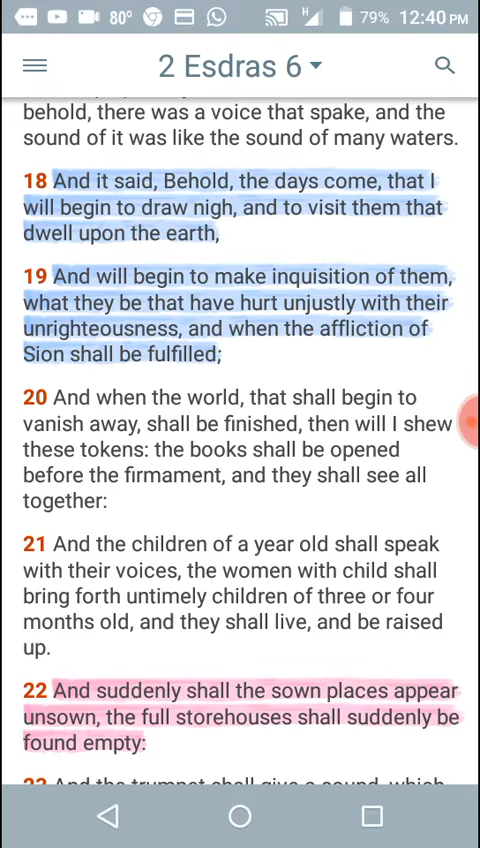 80° H 79% 12:40 PM
2 Esdras 6
behold, there was a voice that spake, and the
sound of it was like the sound of many waters.
18 And it said, Behold, the days come, that I
will begin to draw nigh, and to visit them that
dwell upon the earth,
19 And will begin to make inquisition of them,
what they be that have hurt unjustly with their
unrighteousness, and when the affliction of
Sion shall be fulfilled;
20 And when the world, that shall begin to
vanish away, shall be finished, then will I shew
these tokens: the books shall be opened
before the firmament, and they shall see all
together:
21 And the children of a year old shall speak
with their voices, the women with child shall
bring forth untimely children of three or four
months old, and they shall live, and be raised
up.
22 And suddenly shall the sown places appear
unsown, the full storehouses shall suddenly be
found empty:
23 And the trumpet shall give a sound, which